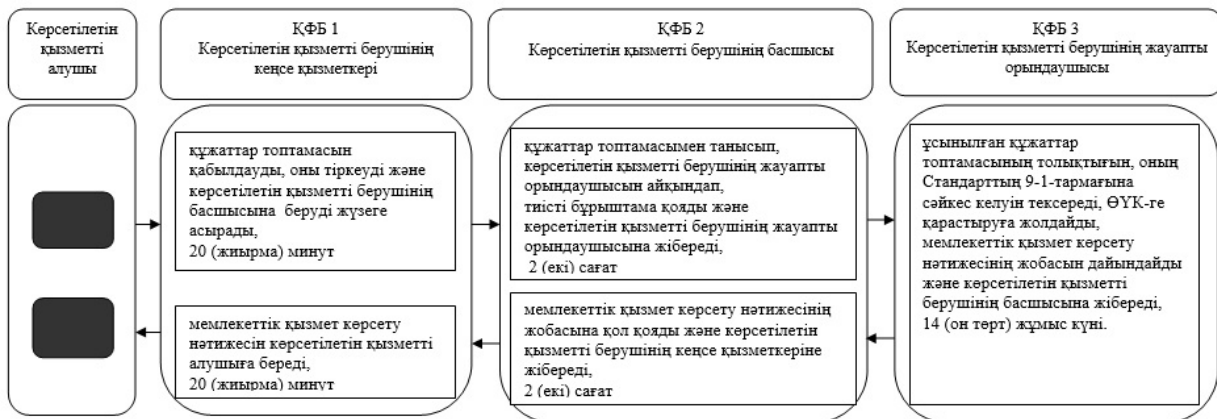 Көрсетілетін
қызметті
алушы
ҚФБ 1
Көрсетілетін қызметті берушінің
кеңсе қызметкері
ҚФБ 2
Көрсетілетін қызметті берушінің басшысы
ҚФБ 3
Көрсетілетін қызметті берушінің жауапты
орындаушысы
құжаттар топтамасын
қабылдауды, оны тіркеуді және
көрсетілетін қызметті берушінің
басшысына беруді жүзеге
асырады,
20 (жиырма) минут
құжаттар топтамасымен танысып,
көрсетілетін қызметті берушінің жауапты
орындаушысын айқындап,
тиісті бұрыштама қояды және
көрсетілетін қызметті берушінің жауапты
орындаушысына жібереді,
2 (екі) сағат
ұсынылған құжаттар
топтамасының толықтығын, оның
Стандарттың 9-1-тармағына
сәйкес келуін тексереді, ӨҮК-ге
қарастыруға жолдайды,
мемлекеттік қызмет көрсету
нәтижесінің жобасын дайындайды
және көрсетілетін қызметті
берушінің басшысына жібереді,
14 (он төрт) жұмыс күні.
мемлекеттік қызмет көрсету
нәтижесін көрсетілетін қызметті
алушыға береді,
20 (жиырма) минут
мемлекеттік қызмет көрсету нәтижесінің
жобасына қол қояды және көрсетілетін
қызметті берушінің кеңсе қызметкеріне
жібереді,
2 (екі) сағат